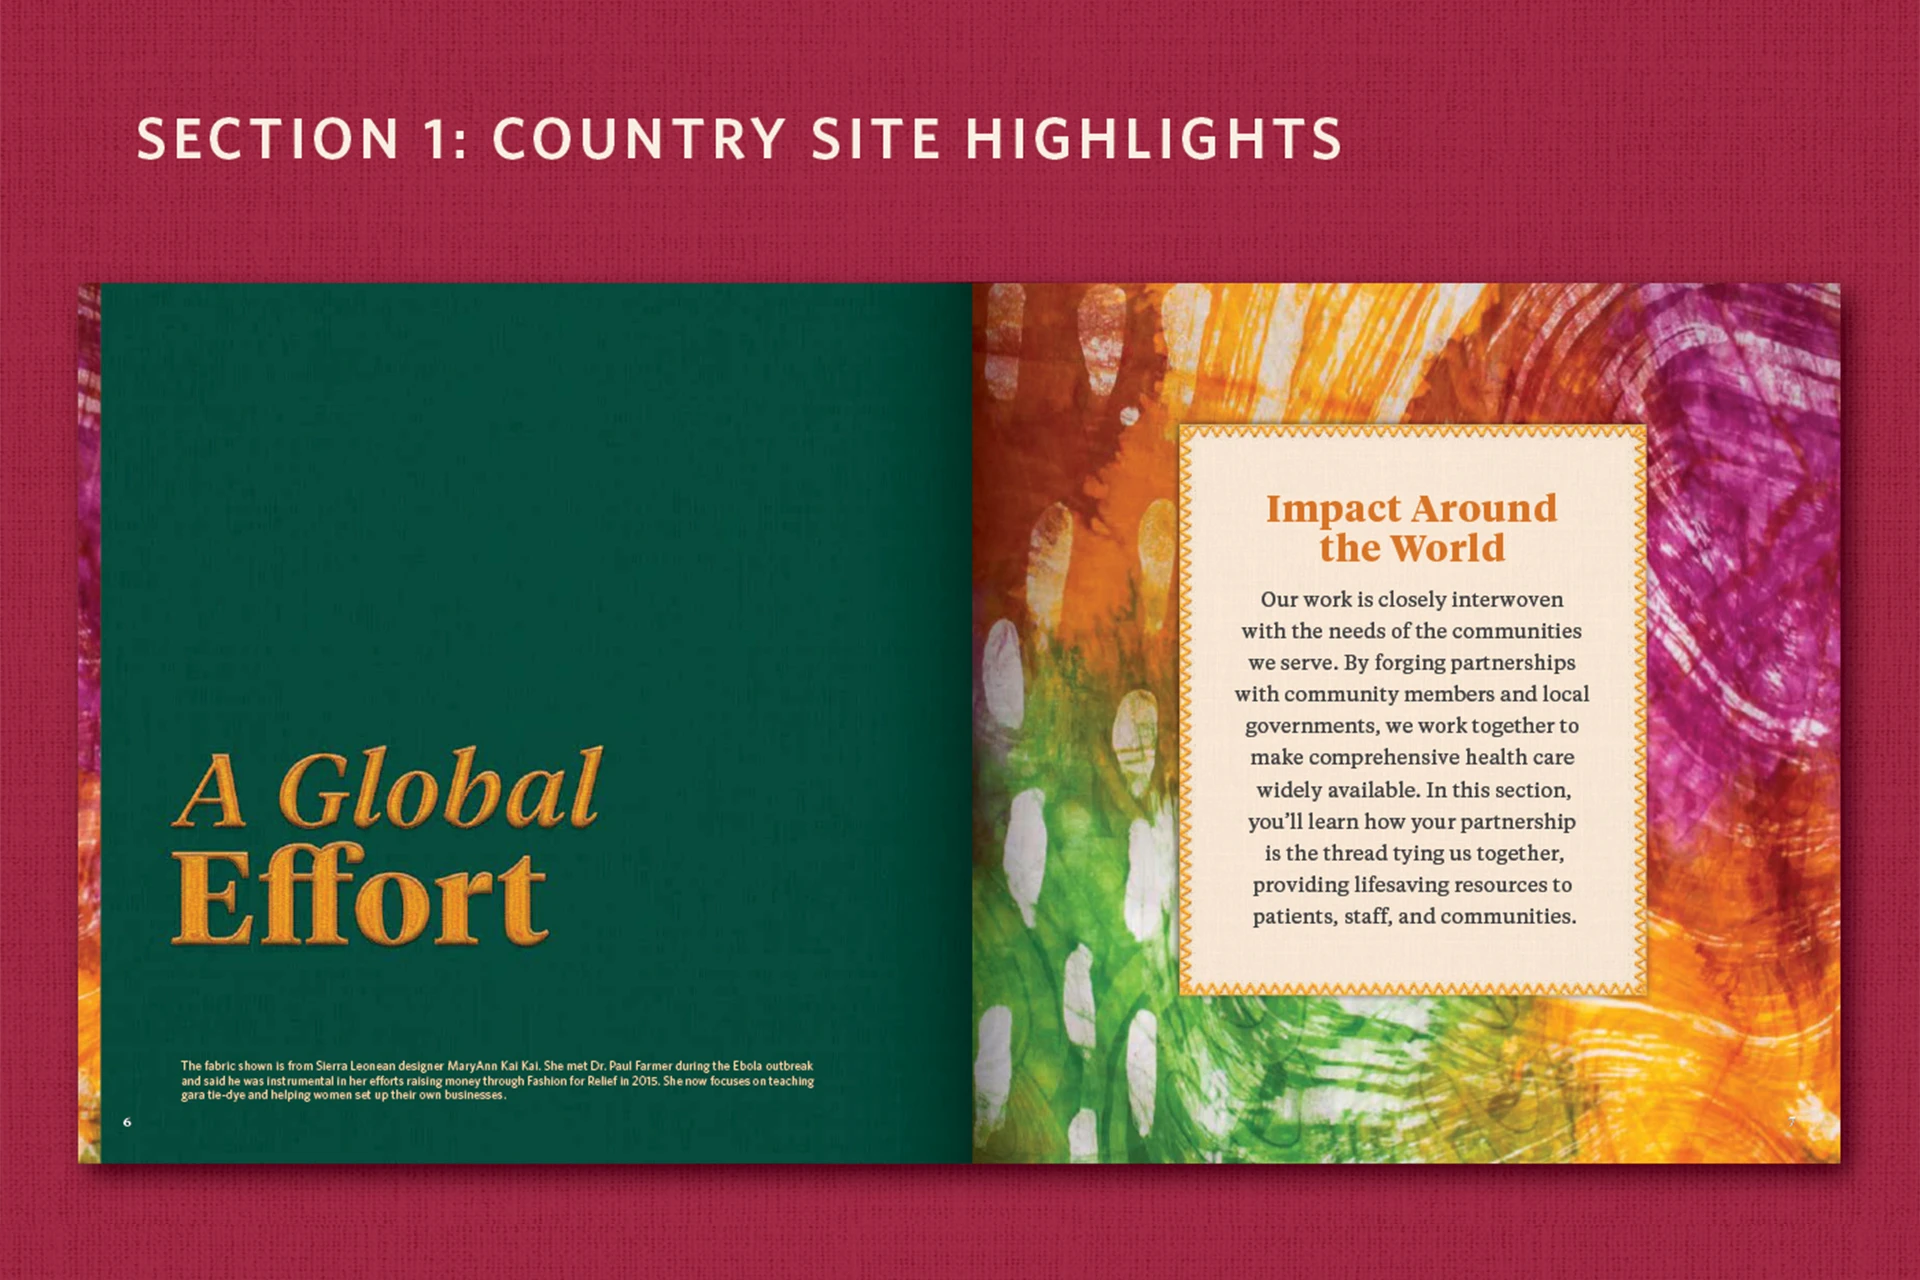 SECTION 1: COUNTRY SITE HIGHLIGHTS
A Global
Effort
The fabric shown is from Sierra Leonean designer MaryAnn Kai Kai. She met Dr. Paul Farmer during the Ebola outbreak
and said he was instrumental in her efforts raising money through Fashion for Relief in 2015. She now focuses on teaching
gara tie-dye and helping women set up their own businesses.
6
Impact Around
the World
Our work is closely interwoven
with the needs of the communities
we serve. By forging partnerships
with community members and local
governments, we work together to
make comprehensive health care
widely available. In this section,
you’ll learn how your partnership
is the thread tying us together,
providing lifesaving resources to
patients, staff, and communities.
7